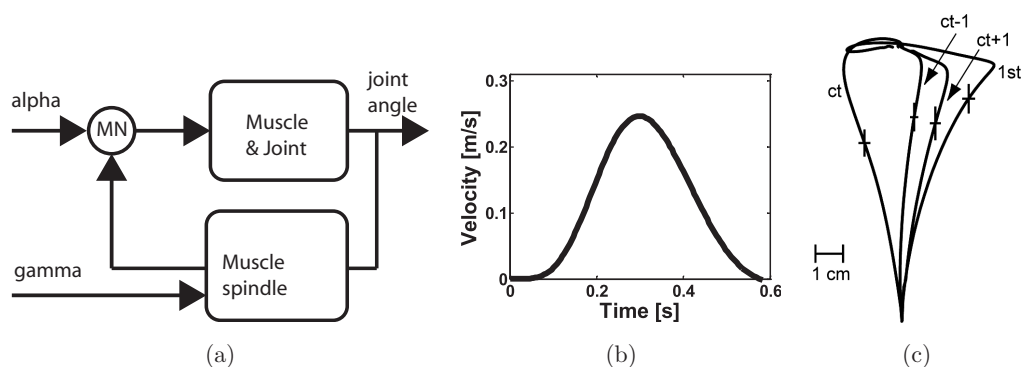 alpha
MN
Muscle
& Joint
joint
angle
gamma
Muscle
spindle
(a)
Velocity [m/s]
0.3
0.2
0.1
0
0
0.2
0.4
0.6
Time [s]
(b)
ct-1
ct+1
1st
ct
1 cm
(c)